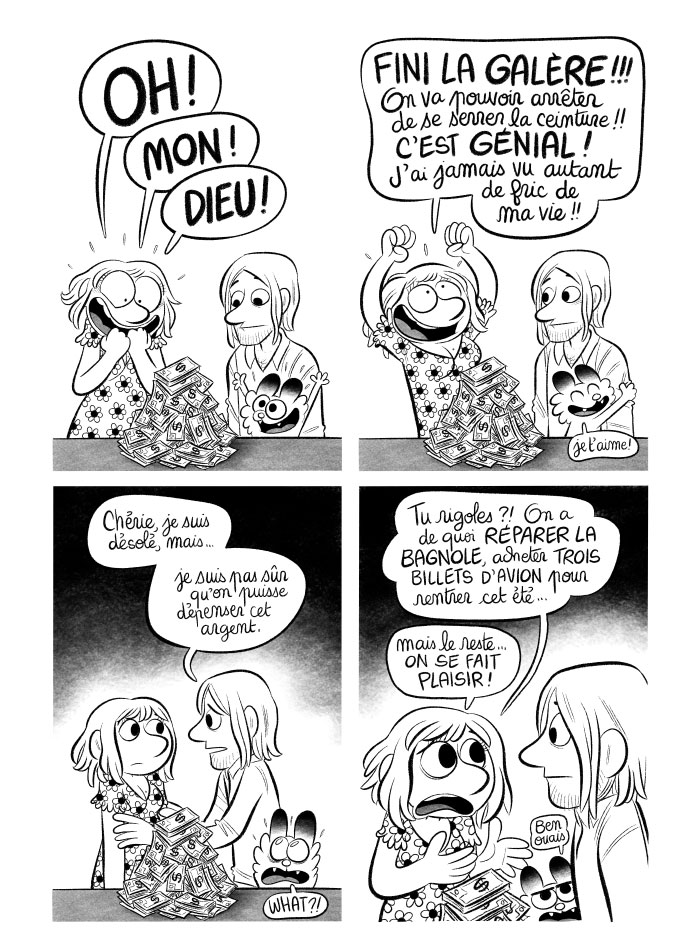 OH!
MON!
DIEU!
FINI LA GALÈRE!!!
On va pouvoir arrêter
de se serrer la ceinture!!
C'EST GÉNIAL!
J'ai jamais vu autant
de fric de
ma vie!!
je t'aime!
Chérie, je suis
désolé, mais...
je suis pas sûr
qu'on puisse
dépenser cet
argent.
WHAT?!
Tu rigoles?! On a
de quoi RÉPARER LA
BAGNOLE, acheter TROIS
BILLETS D'AVION pour
rentrer cet été...
mais le reste...
ON SE FAIT
PLAISIR!
Ben
ouais